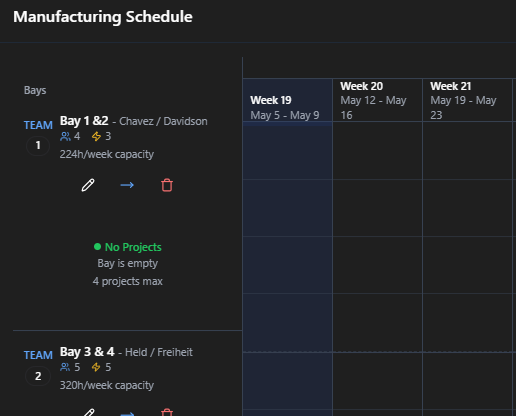 Manufacturing Schedule
Bays
Week 19
May 5 - May 9
Week 20
May 12 - May
16
Week 21
May 19 - May
23
TEAM
1
Bay 1 &2 - Chavez / Davidson
4 3
224h/week capacity
No Projects
Bay is empty
4 projects max
TEAM
2
Bay 3 & 4 - Held / Freiheit
5 5
320h/week capacity